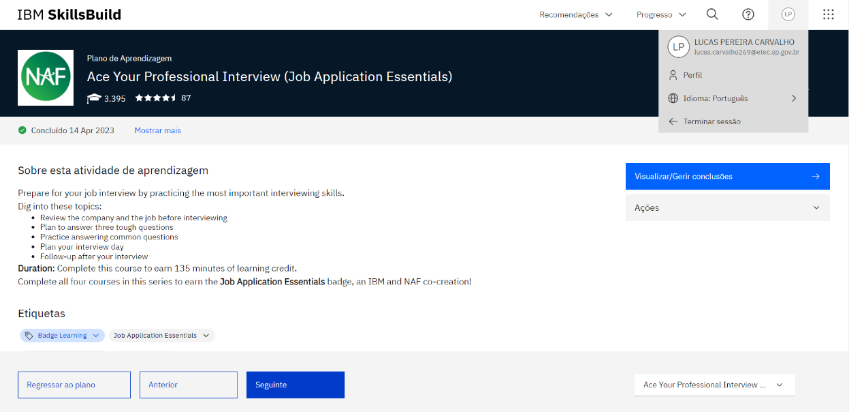 IBM SkillsBuild
Recomendações
Progresso
LP
LP
LUCAS PEREIRA CARVALHO
lucas.carvalho269@etec.sp.gov.br
Perfil
Idioma: Português
Terminar sessão
NAF
Plano de Aprendizagem
Ace Your Professional Interview (Job Application Essentials)
3.395
87
Concluído 14 Apr 2023
Mostrar mais
Sobre esta atividade de aprendizagem
Prepare for your job interview by practicing the most important interviewing skills.
Dig into these topics:
Review the company and the job before interviewing
Plan to answer three tough questions
Practice answering common questions
Plan your interview day
Follow-up after your interview
Duration: Complete this course to earn 135 minutes of learning credit.
Complete all four courses in this series to earn the Job Application Essentials badge, an IBM and NAF co-creation!
Visualizar/Gerir conclusões
Ações
Etiquetas
Badge Learning
Job Application Essentials
Regressar ao plano
Anterior
Seguinte
Ace Your Professional Interview ...